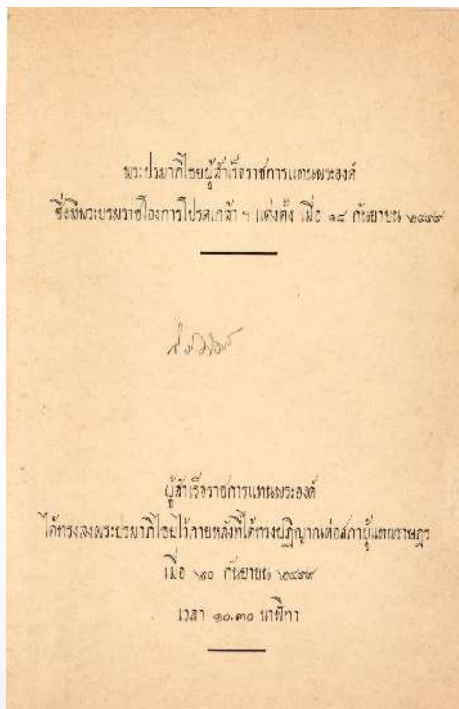 พระปรมาภิไธยผู้สำเร็จราชการแทนพระองค์
ซึ่งมีพระบรมราชโองการโปรดเกล้า ฯ แต่งตั้ง เมื่อ ๑๘ กันยายน ๒๔๙๙
ผู้สำเร็จราชการแทนพระองค์
ได้ทรงลงพระปรมาภิไธยไว้ภายหลังที่ได้ทรงปฏิญาณต่อสภาผู้แทนราษฎร
เมื่อ ๒๐ กันยายน ๒๔๙๙
เวลา ๑๐.๓๐ นาฬิกา